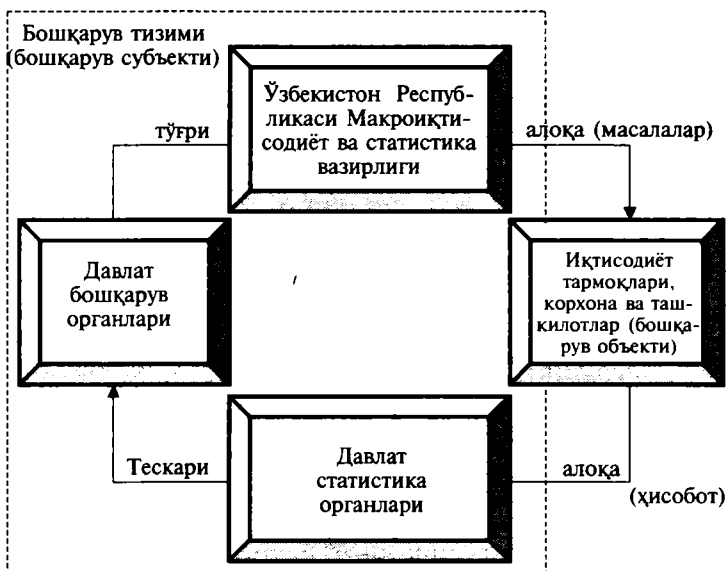 Бошқарув тизими
(бошқарув субъекти)
Ўзбекистон Респуб-
ликаси Макроиқти-
содиёт ва статистика
вазирлиги
тўғри
алоқа (масалалар)
Давлат
бошқарув
органлари
Иқтисодиёт
тармоқлари,
корхона ва таш-
килотлар (бошқа-
рув объекти)
Тескари
Давлат
статистика
органлари
алоқа
(ҳисобот)